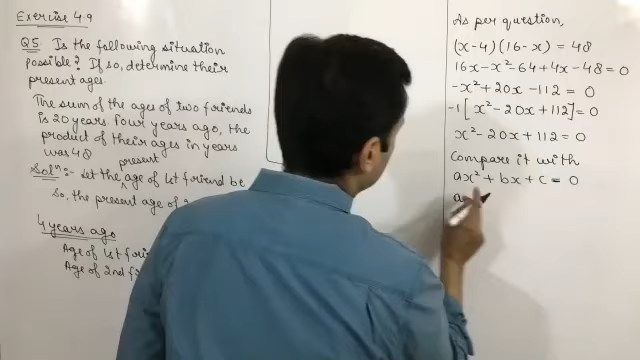 Exercise 4.9
Q5. Is the following situation
possible? If so, determine their
present ages.
The sum of the ages of two friends
is 20 years. Four years ago, the
product of their ages in years
was 48
present
Solⁿ:- Let the ^ age of 1st friend be
So, the present age of
4 years ago
Age of 1st
Age of 2nd
As per question,
(x-4)(16-x) = 48
16x-x²-64+4x-48=0
-x²+20x-112 = 0
-1[x²-20x+112]=0
x²-20x+112=0
Compare it with
ax²+bx+c=0
a